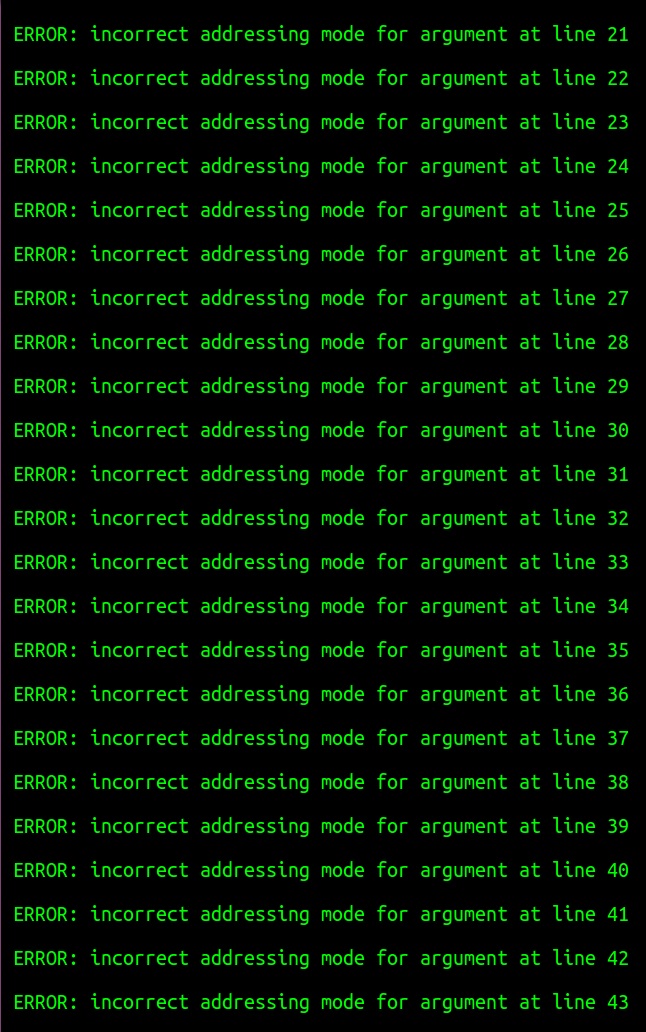 ERROR: incorrect addressing mode for argument at line 21
ERROR: incorrect addressing mode for argument at line 22
ERROR: incorrect addressing mode for argument at line 23
ERROR: incorrect addressing mode for argument at line 24
ERROR: incorrect addressing mode for argument at line 25
ERROR: incorrect addressing mode for argument at line 26
ERROR: incorrect addressing mode for argument at line 27
ERROR: incorrect addressing mode for argument at line 28
ERROR: incorrect addressing mode for argument at line 29
ERROR: incorrect addressing mode for argument at line 30
ERROR: incorrect addressing mode for argument at line 31
ERROR: incorrect addressing mode for argument at line 32
ERROR: incorrect addressing mode for argument at line 33
ERROR: incorrect addressing mode for argument at line 34
ERROR: incorrect addressing mode for argument at line 35
ERROR: incorrect addressing mode for argument at line 36
ERROR: incorrect addressing mode for argument at line 37
ERROR: incorrect addressing mode for argument at line 38
ERROR: incorrect addressing mode for argument at line 39
ERROR: incorrect addressing mode for argument at line 40
ERROR: incorrect addressing mode for argument at line 41
ERROR: incorrect addressing mode for argument at line 42
ERROR: incorrect addressing mode for argument at line 43